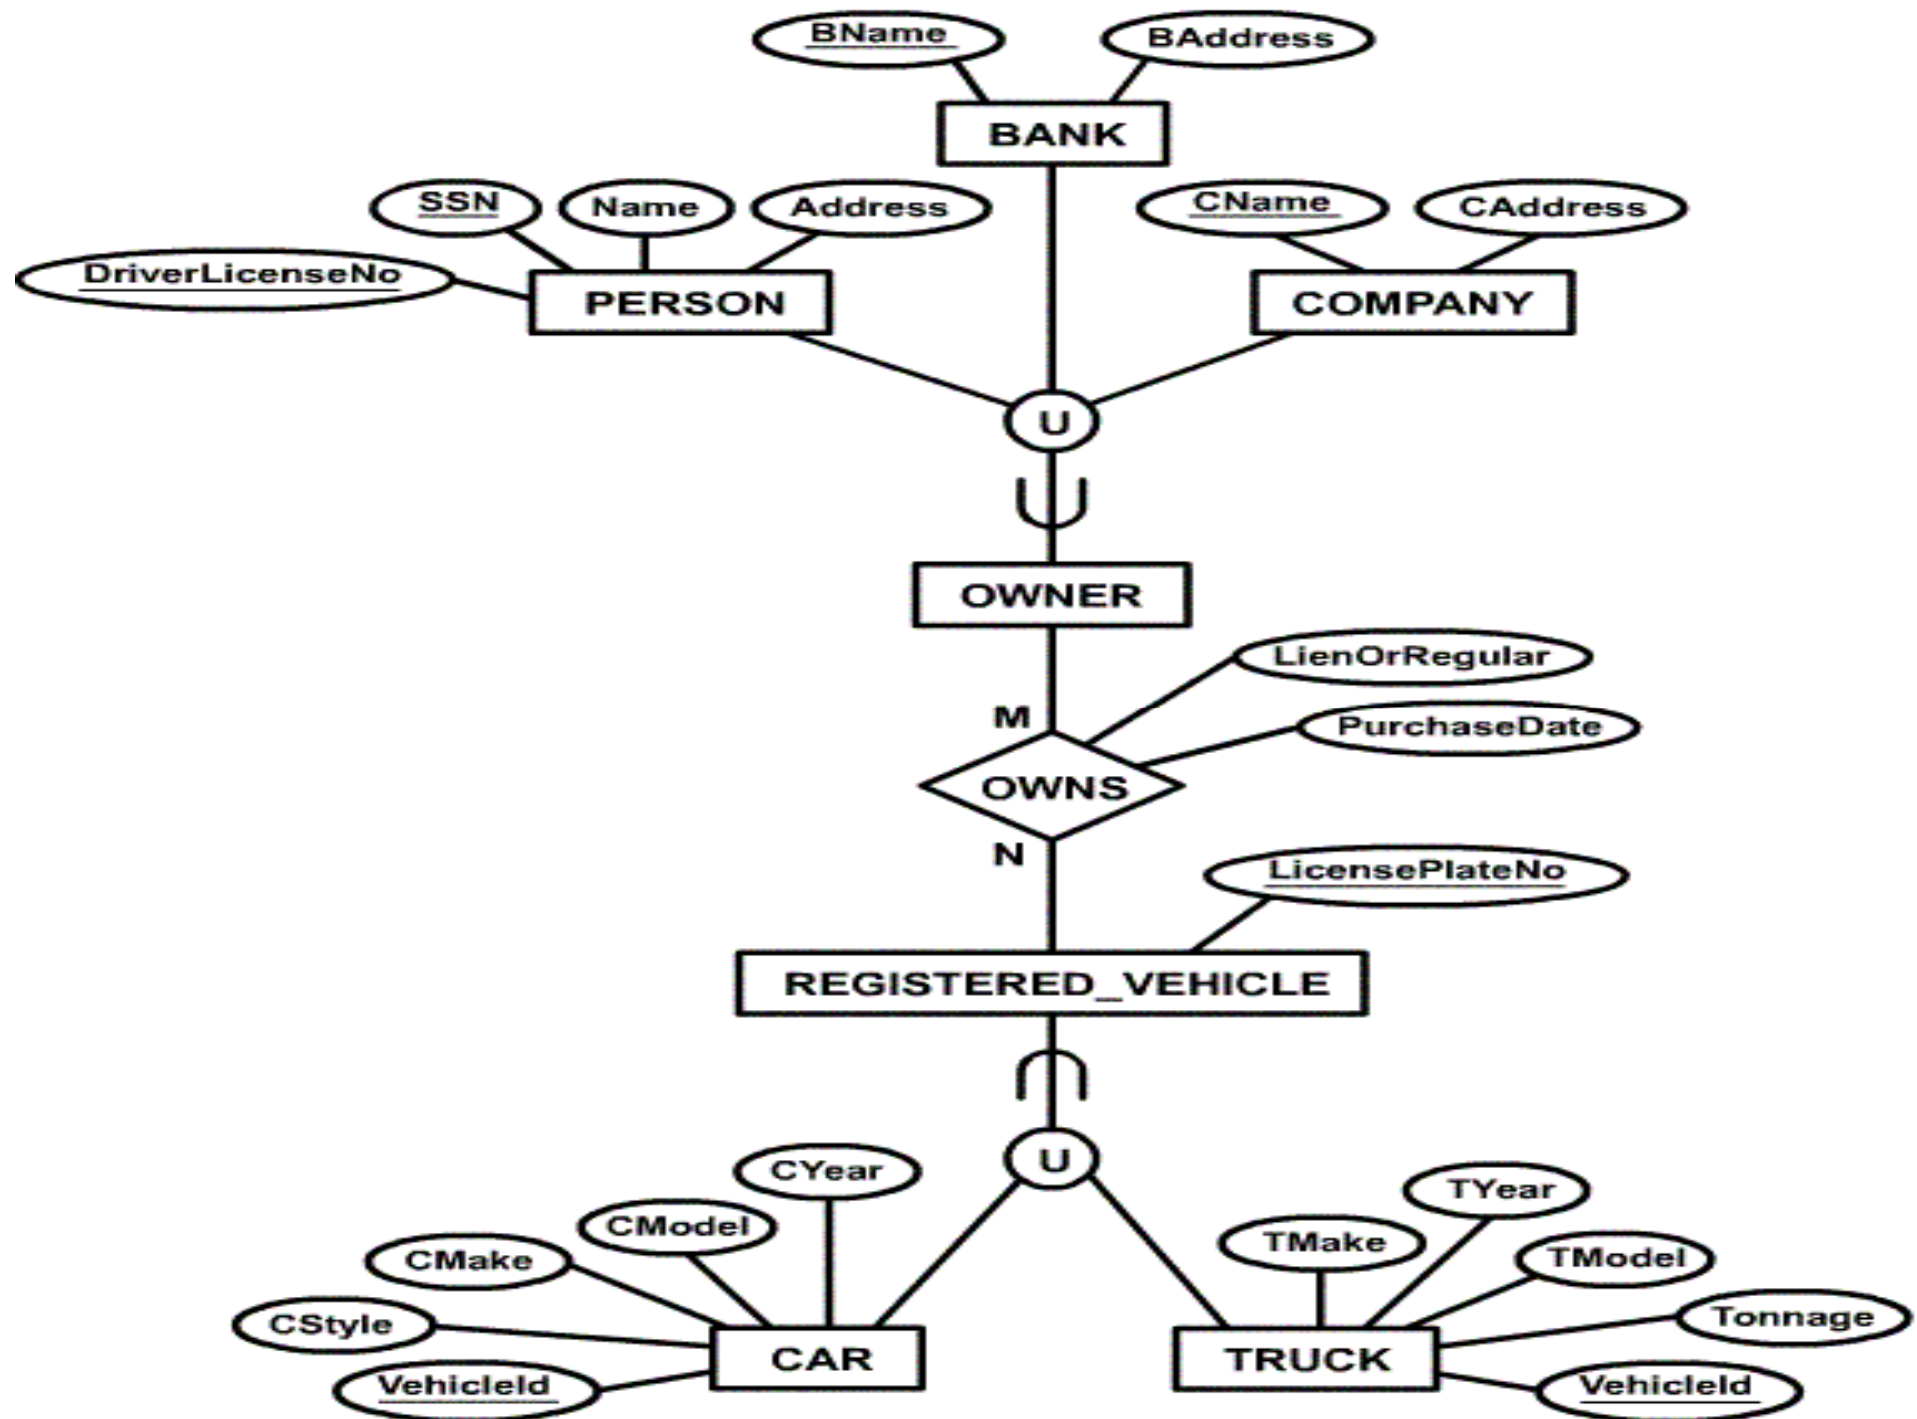 BName
BAddress
BANK
SSN
Name
Address
CName
CAddress
DriverLicenseNo
PERSON
COMPANY
U
OWNER
LienOrRegular
M
PurchaseDate
OWNS
N
LicensePlateNo
REGISTERED_VEHICLE
U
CYear
TYear
CModel
TMake
CMake
TModel
CStyle
Tonnage
CAR
TRUCK
VehicleId
VehicleId